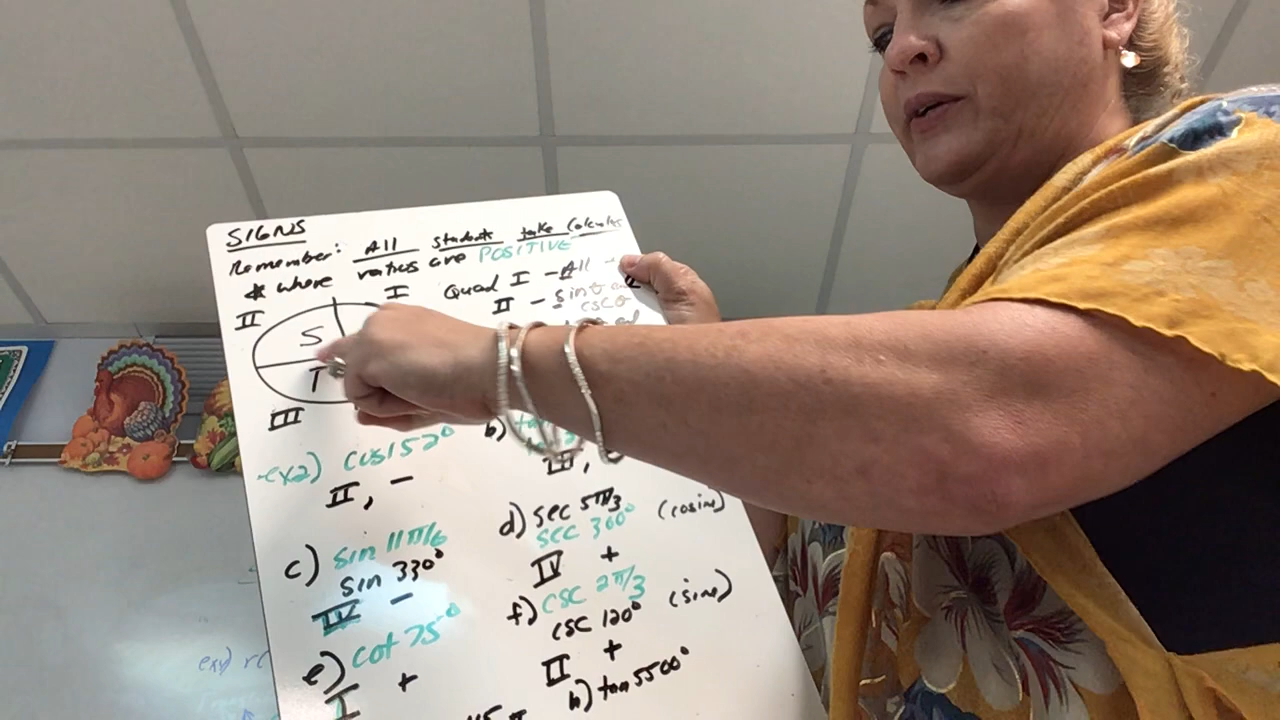 SIGNS
Remember: All students take Calculus
* where ratios are POSITIVE
I
II
S
T
III
Quad I - All
II - Sin θ
csc θ
ex2) cos 152°
II, -
b)
III,
c) sin 11π/6
sin 330°
IV -
d) sec 5π/3
sec 300° (cosine)
IV +
e) cot 75°
I +
f) csc 2π/3
csc 120° (sine)
II +
h) tan 5500°